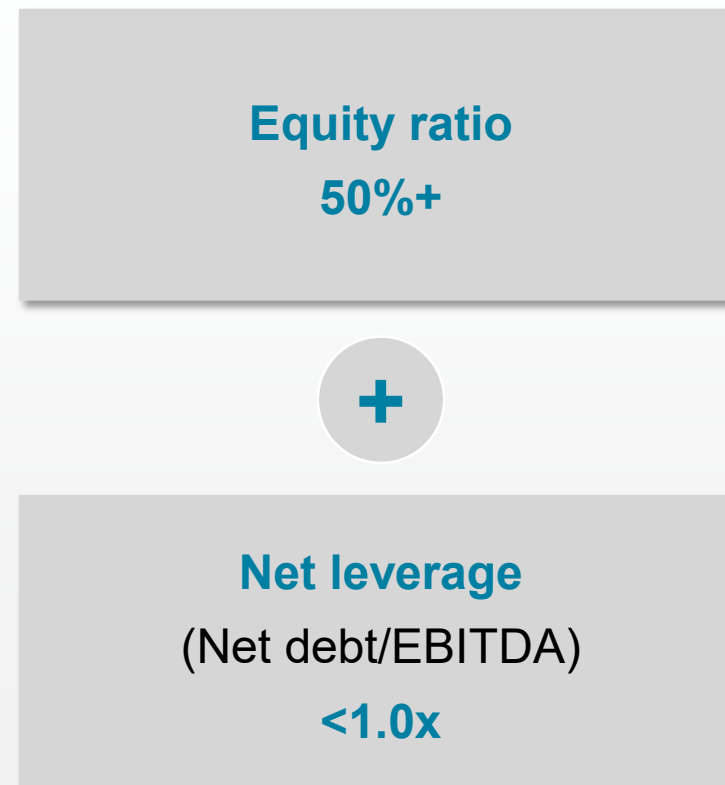 Equity ratio
50%+
+
Net leverage
(Net debt/EBITDA)
<1.0x